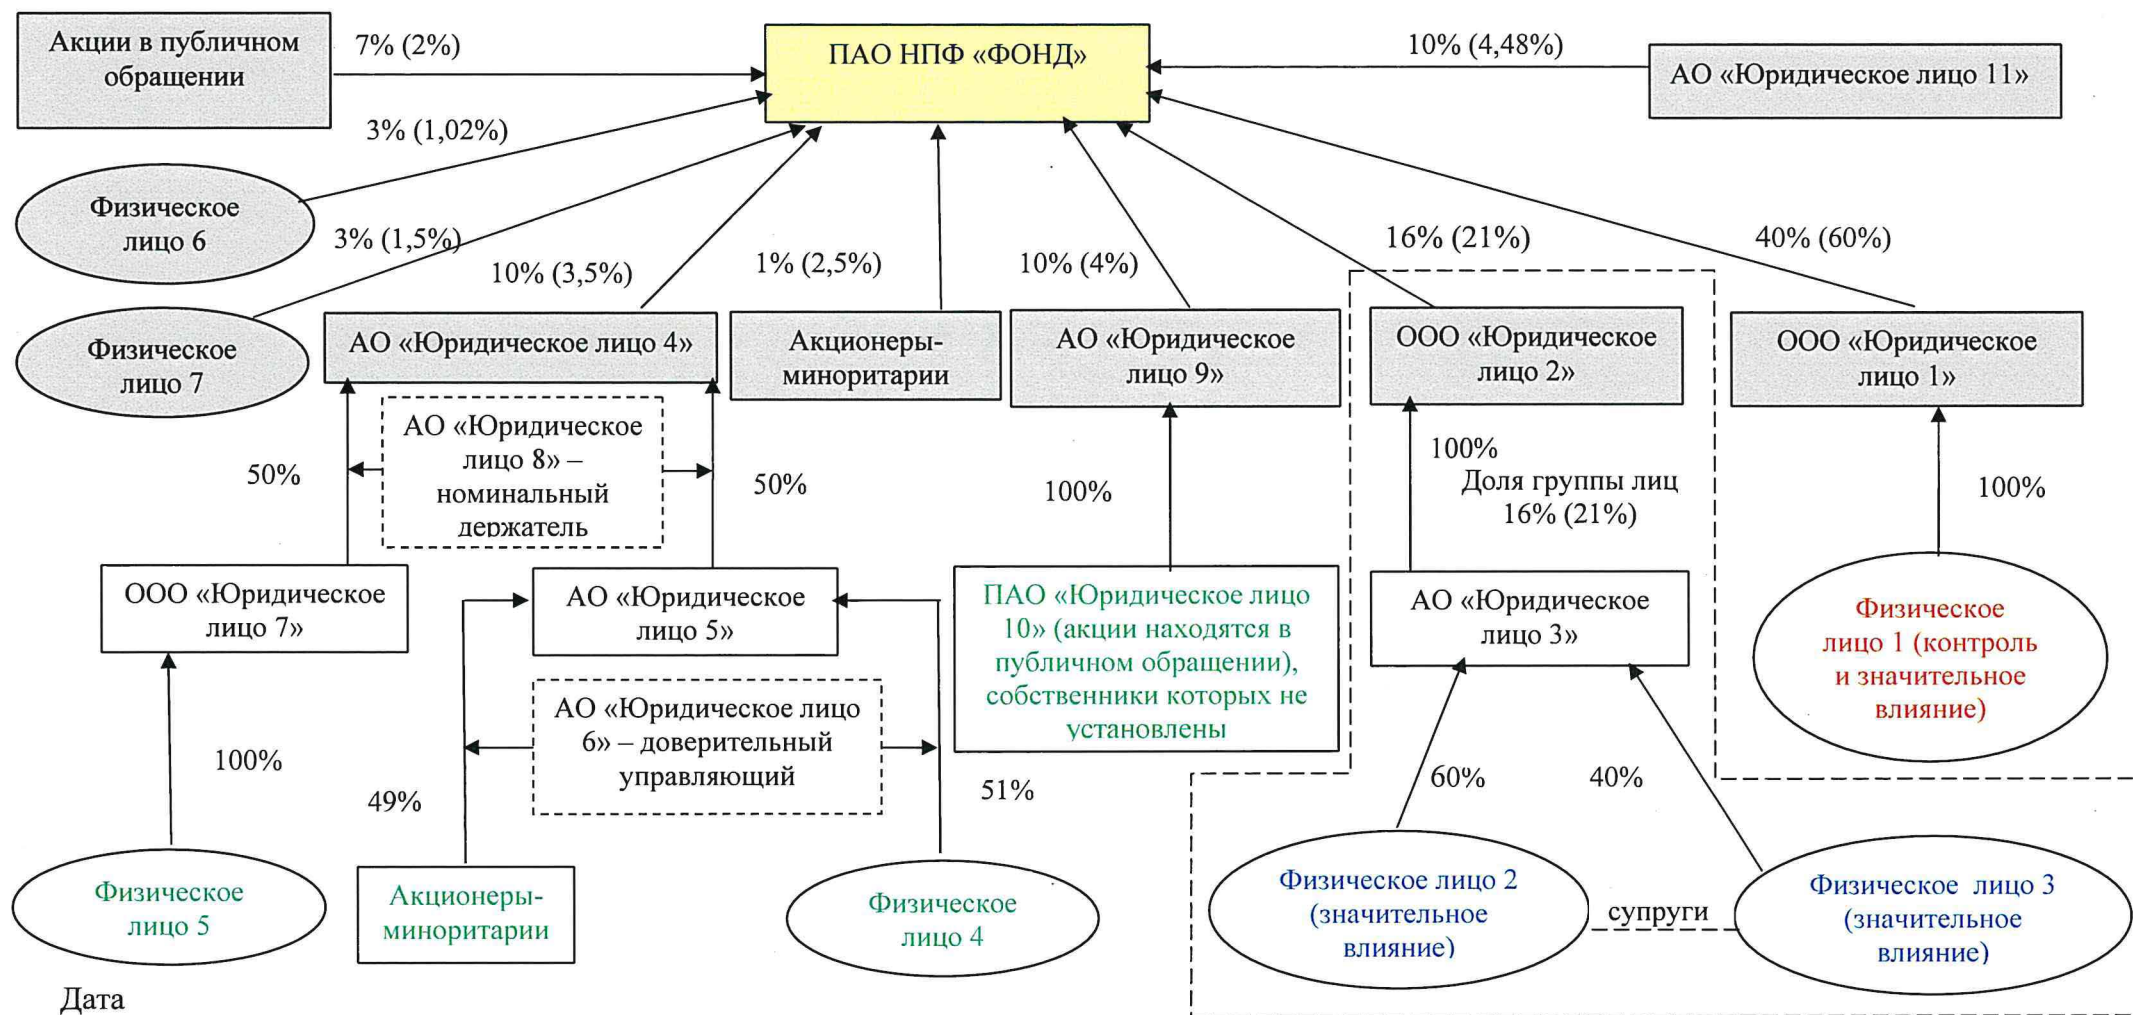 Акции в публичном
обращении
7% (2%)
ПАО НПФ «ФОНД»
10% (4,48%)
АО «Юридическое лицо 11»
3% (1,02%)
Физическое
лицо 6
3% (1,5%)
10% (3,5%)
1% (2,5%)
10% (4%)
16% (21%)
40% (60%)
Физическое
лицо 7
АО «Юридическое лицо 4»
Акционеры-
миноритарии
АО «Юридическое
лицо 9»
ООО «Юридическое
лицо 2»
ООО «Юридическое
лицо 1»
АО «Юридическое
лицо 8» –
номинальный
держатель
50%
50%
100%
100%
Доля группы лиц
16% (21%)
100%
ООО «Юридическое
лицо 7»
АО «Юридическое
лицо 5»
ПАО «Юридическое лицо
10» (акции находятся в
публичном обращении),
собственники которых не
установлены
АО «Юридическое
лицо 3»
Физическое
лицо 1 (контроль
и значительное
влияние)
АО «Юридическое лицо
6» – доверительный
управляющий
100%
49%
51%
60%
40%
Физическое
лицо 5
Акционеры-
миноритарии
Физическое
лицо 4
Физическое лицо 2
(значительное
влияние)
супруги
Физическое лицо 3
(значительное
влияние)
Дата